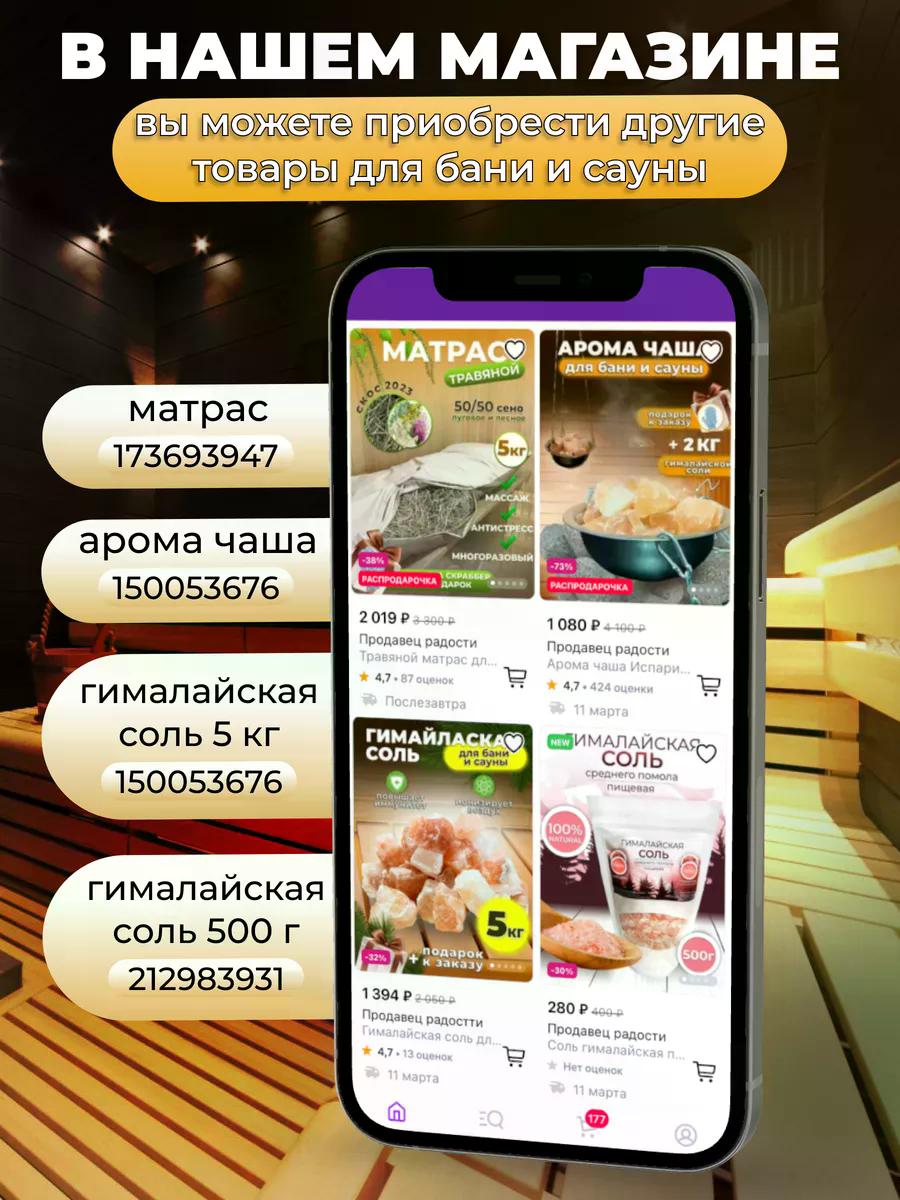 В НАШЕМ МАГАЗИНЕ
вы можете приобрести другие
товары для бани и сауны
матрас
173693947
арома чаша
150053676
гималайская
соль 5 кг
150053676
гималайская
соль 500 г
212983931
МАТРАС
ТРАВЯНОЙ
СКОС 2023
50/50 сено
луговое и лесное
5кг
МАССАЖ
АНТИСТРЕСС
МНОГОРАЗОВЫЙ
-38%
РАСПРОДАРОЧКА
СКРАББЕР
ДАРОК
2 019 ₽ 3 300 ₽
Продавец радости
Травяной матрас дл...
4,7 • 87 оценок
Послезавтра
АРОМА ЧАША
для бани и сауны
подарок
к заказу
+ 2 КГ
гималайской
соли
-73%
РАСПРОДАРОЧКА
1 080 ₽ 4 100 ₽
Продавец радости
Арома чаша Испари...
4,7 • 424 оценки
11 марта
ГИМАЙЛАСКА
СОЛЬ
для бани
и сауны
повышает
иммунитет
ионизирует
воздух
5кг
-32%
+ подарок
к заказу
1 394 ₽ 2 050 ₽
Продавец радостти
Гималайская соль дл...
4,7 • 13 оценок
11 марта
NEW
ГИМАЛАЙСКАЯ
СОЛЬ
среднего помола
пищевая
100%
NATURAL
ГИМАЛАЙСКАЯ
СОЛЬ
500г
-30%
280 ₽ 400 ₽
Продавец радости
Соль гималайская п...
Нет оценок
11 марта
177